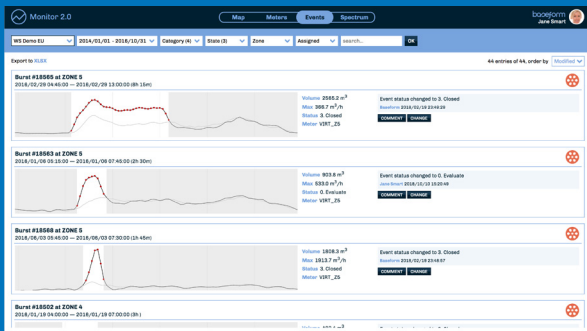 Monitor 2.0
Map
Meters
Events
Spectrum
baseform
Jane Smart
WS Demo EU
2014/01/01 - 2016/10/31
Category (4)
State (3)
Zone
Assigned
search..
OK
Export to XLSX
44 entries of 44, order by Modified
Burst #18565 at ZONE 5
2016/02/29 04:45:00 — 2016/02/29 13:00:00 (8h 15m)
Volume 2565.2 m³
Max 366.7 m³/h
Status 3. Closed
Meter VIRT_Z5
Event status changed to 3. Closed
COMMENT
CHANGE
Burst #18563 at ZONE 5
2016/01/08 05:15:00 — 2016/01/08 07:45:00 (2h 30m)
Volume 903.6 m³
Max 533.0 m³/h
Status 0. Evaluate
Meter VIRT_Z5
Event status changed to 0. Evaluate
Jane Smart
COMMENT
CHANGE
Burst #18568 at ZONE 5
2016/06/03 05:45:00 — 2016/06/03 07:30:00 (1h 45m)
Volume 1808.3 m³
Max 1913.7 m³/h
Status 3. Closed
Meter VIRT_Z5
Event status changed to 3. Closed
COMMENT
CHANGE
Burst #18502 at ZONE 4
2016/01/19 04:00:00 — 2016/01/19 07:00:00 (3h )